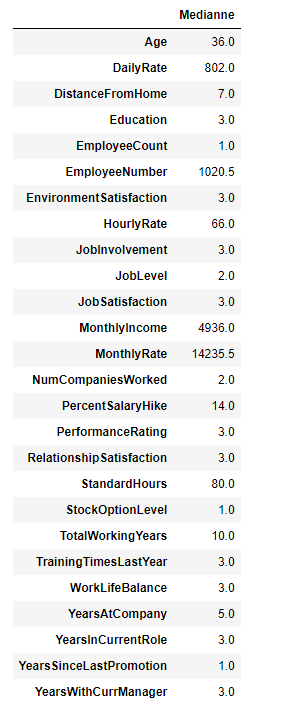 Medianne
Age 36.0
DailyRate 802.0
DistanceFromHome 7.0
Education 3.0
EmployeeCount 1.0
EmployeeNumber 1020.5
EnvironmentSatisfaction 3.0
HourlyRate 66.0
JobInvolvement 3.0
JobLevel 2.0
JobSatisfaction 3.0
MonthlyIncome 4936.0
MonthlyRate 14235.5
NumCompaniesWorked 2.0
PercentSalaryHike 14.0
PerformanceRating 3.0
RelationshipSatisfaction 3.0
StandardHours 80.0
StockOptionLevel 1.0
TotalWorkingYears 10.0
TrainingTimesLastYear 3.0
WorkLifeBalance 3.0
YearsAtCompany 5.0
YearsInCurrentRole 3.0
YearsSinceLastPromotion 1.0
YearsWithCurrManager 3.0